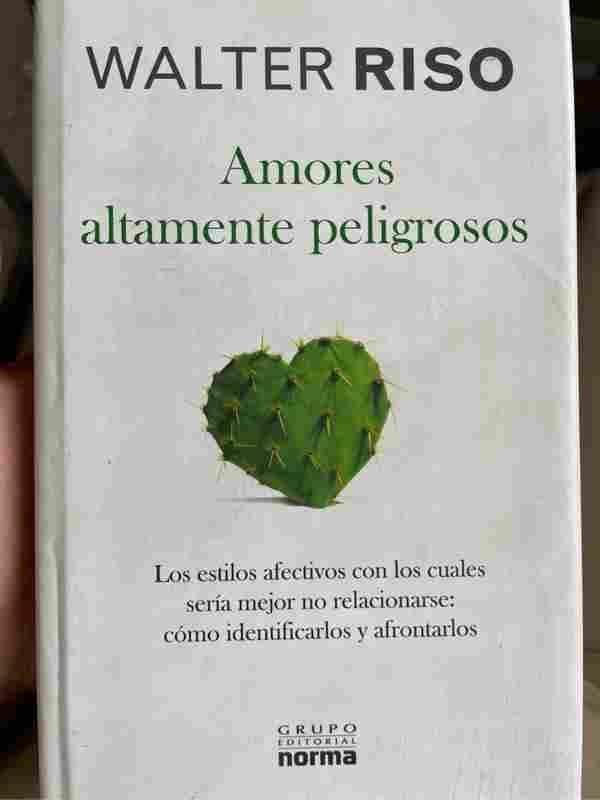 WALTER RISO
Amores
altamente peligrosos
Los estilos afectivos con los cuales
sería mejor no relacionarse:
cómo identificarlos y afrontarlos
GRUPO
EDITORIAL
norma